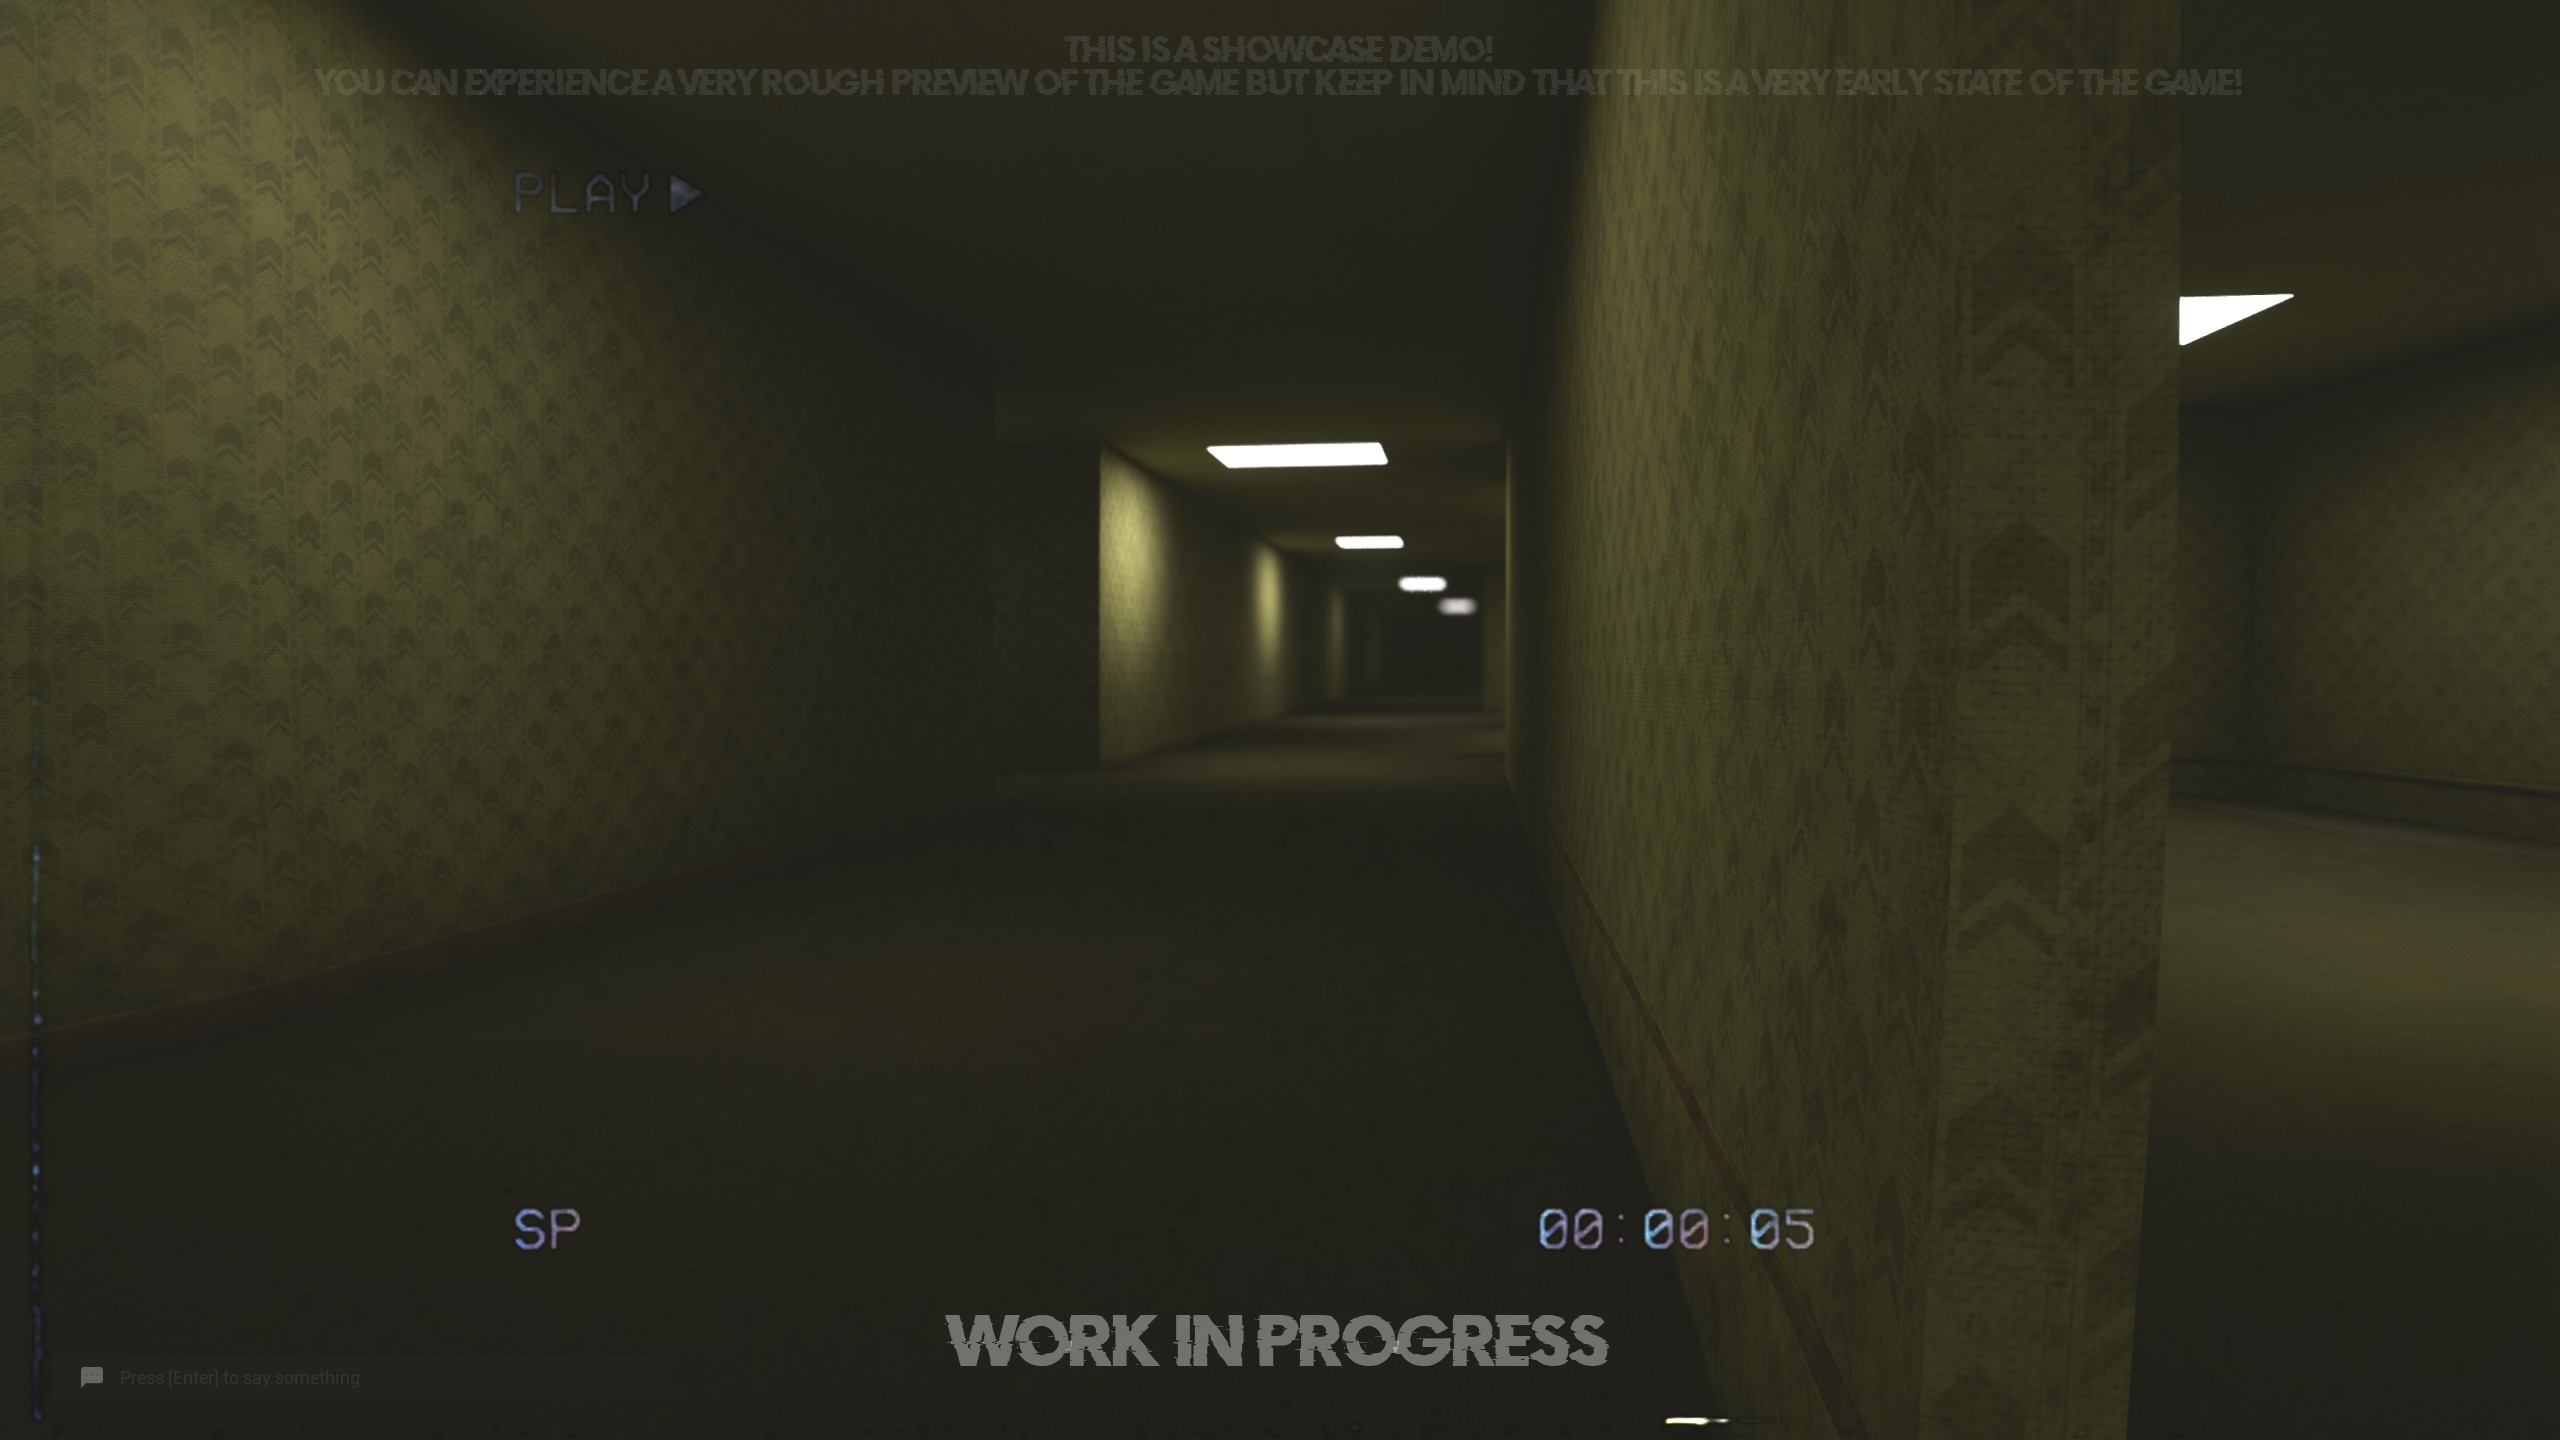 THIS IS A SHOWCASE DEMO!
YOU CAN EXPERIENCE A VERY ROUGH PREVIEW OF THE GAME BUT KEEP IN MIND THAT THIS IS A VERY EARLY STATE OF THE GAME!
PLAY
SP
00:00:05
WORK IN PROGRESS
Press [Enter] to say something